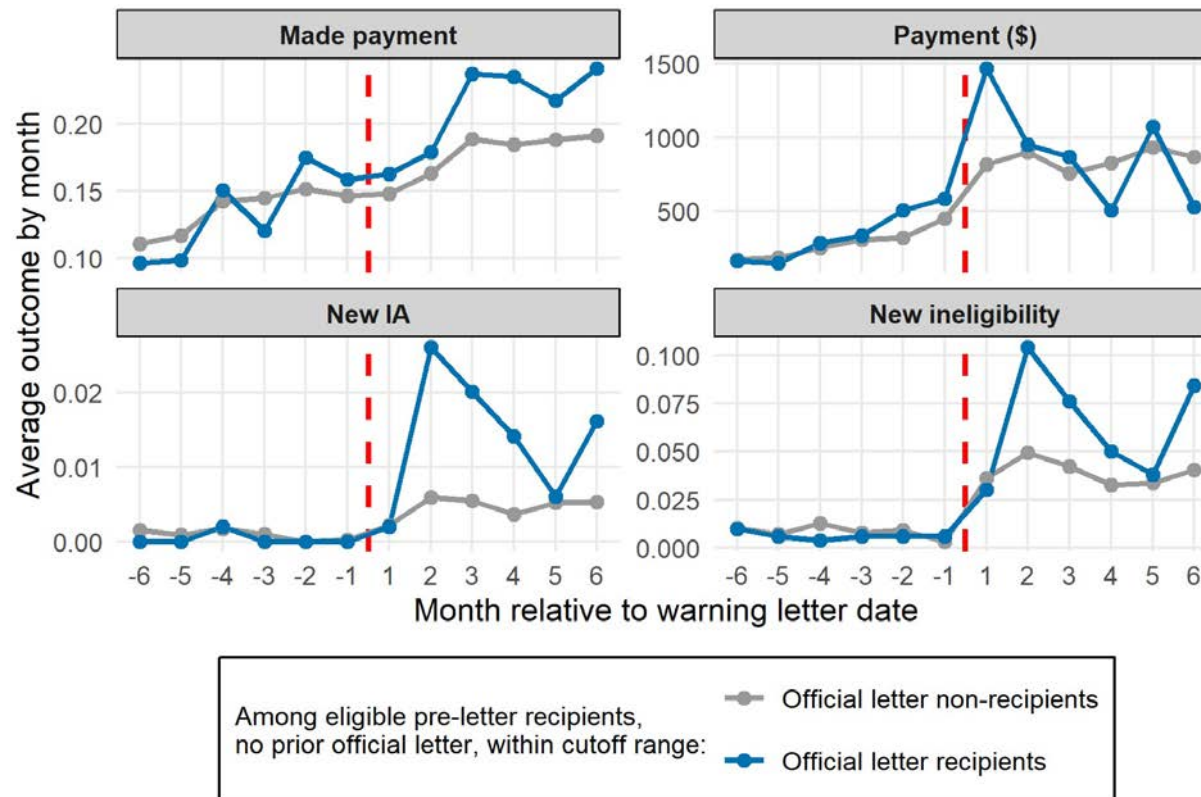 Made payment
Payment ($)
Average outcome by month
0.20
0.15
0.10
1500
1000
500
New IA
New ineligibility
0.02
0.01
0.00
0.100
0.075
0.050
0.025
0.000
-6 -5 -4 -3 -2 -1 1 2 3 4 5 6
-6 -5 -4 -3 -2 -1 1 2 3 4 5 6
Month relative to warning letter date
Among eligible pre-letter recipients,
no prior official letter, within cutoff range:
Official letter non-recipients
Official letter recipients